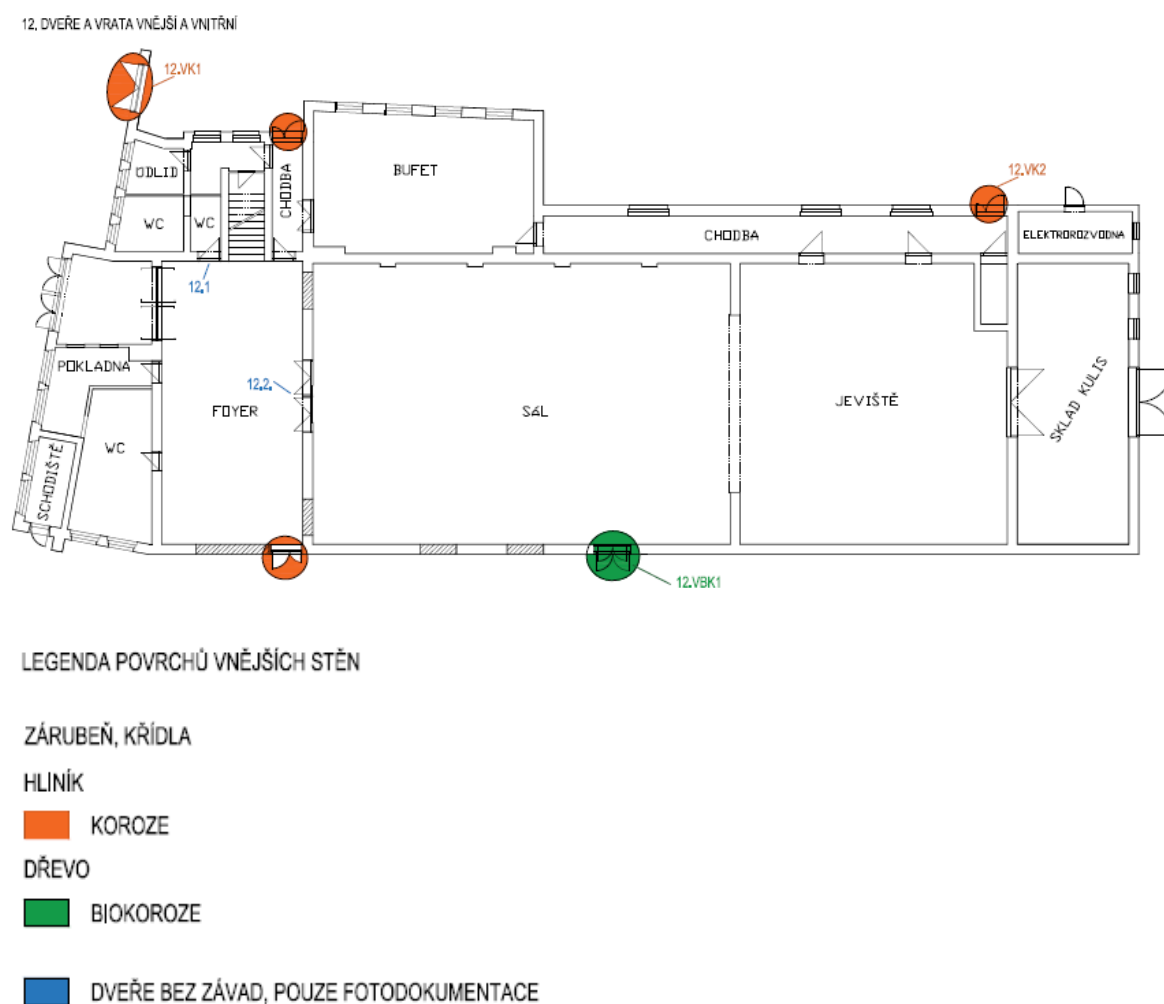 12. DVEŘE A VRATA VNĚJŠÍ A VNITŘNÍ
12.VK1
ÚDLID
WC
WC
CHODBA
BUFET
CHODBA
12.VK2
ELEKTROROZVODNA
12.1
POKLADNA
12.2.
FOYER
SÁL
JEVIŠTĚ
SKLAD KULIS
WC
SCHODIŠTĚ
12.VBK1
LEGENDA POVRCHŮ VNĚJŠÍCH STĚN
ZÁRUBEŇ, KŘÍDLA
HLINÍK
KOROZE
DŘEVO
BIOKOROZE
DVEŘE BEZ ZÁVAD, POUZE FOTODOKUMENTACE